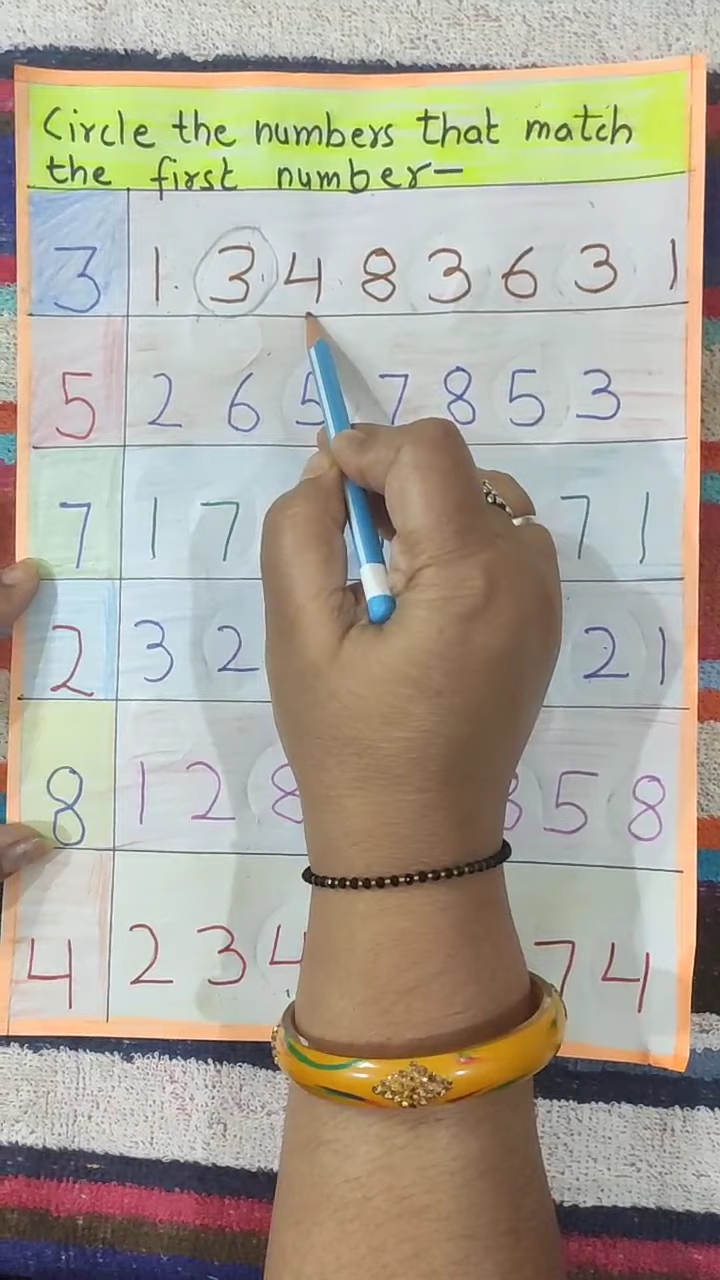 Circle the numbers that match
the first number—
3 1 3 4 8 3 6 3 1
5 2 6 5 7 8 5 3
7 1 7 7 1
2 3 2 2 1
8 1 2 8 8 5 8
4 2 3 4 7 4